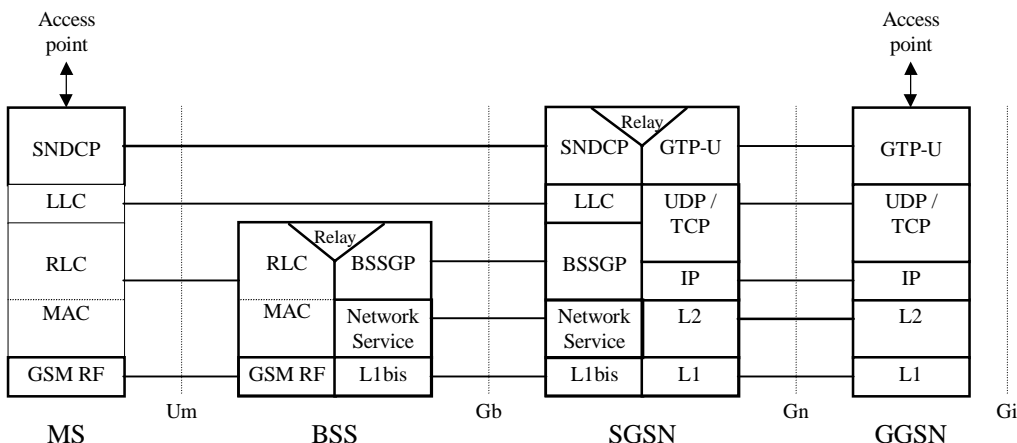 Access
point
Access
point
SNDCP
Relay
SNDCP
GTP-U
GTP-U
LLC
LLC
UDP /
TCP
UDP /
TCP
Relay
RLC
RLC
BSSGP
BSSGP
IP
IP
MAC
MAC
Network
Service
Network
Service
L2
L2
GSM RF
GSM RF
L1bis
L1bis
L1
L1
Um
Gb
Gn
Gi
MS
BSS
SGSN
GGSN